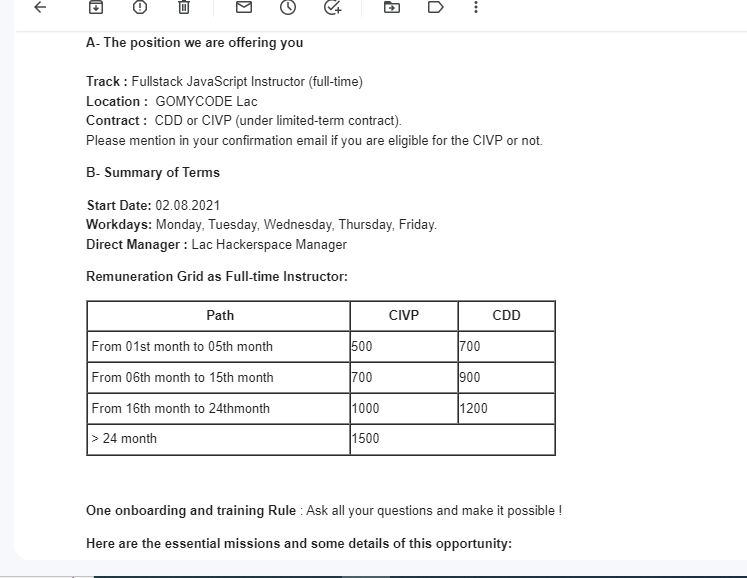 A- The position we are offering you
Track : Fullstack JavaScript Instructor (full-time)
Location : GOMYCODE Lac
Contract : CDD or CIVP (under limited-term contract).
Please mention in your confirmation email if you are eligible for the CIVP or not.
B- Summary of Terms
Start Date: 02.08.2021
Workdays: Monday, Tuesday, Wednesday, Thursday, Friday.
Direct Manager : Lac Hackerspace Manager
Remuneration Grid as Full-time Instructor:
Path CIVP CDD
From 01st month to 05th month 500 700
From 06th month to 15th month 700 900
From 16th month to 24thmonth 1000 1200
> 24 month 1500
One onboarding and training Rule : Ask all your questions and make it possible !
Here are the essential missions and some details of this opportunity: